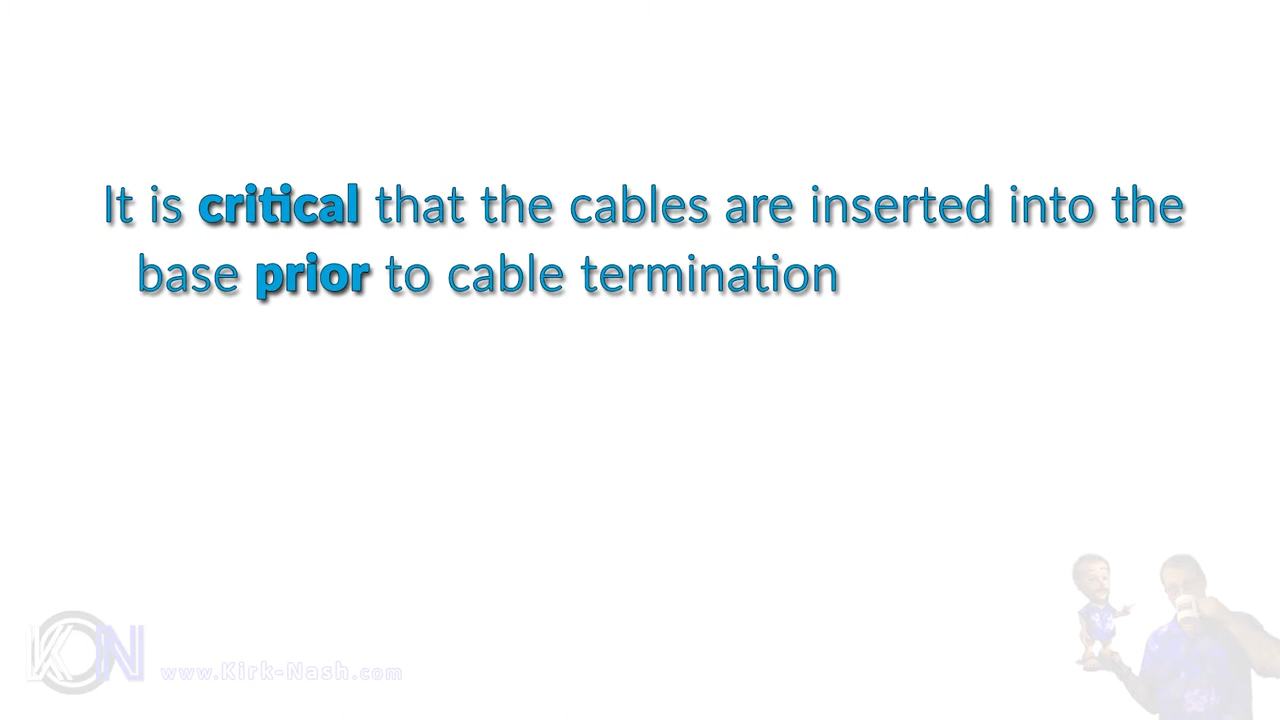 It is critical that the cables are inserted into the
base prior to cable termination
KN
www.Kirk-Nash.com